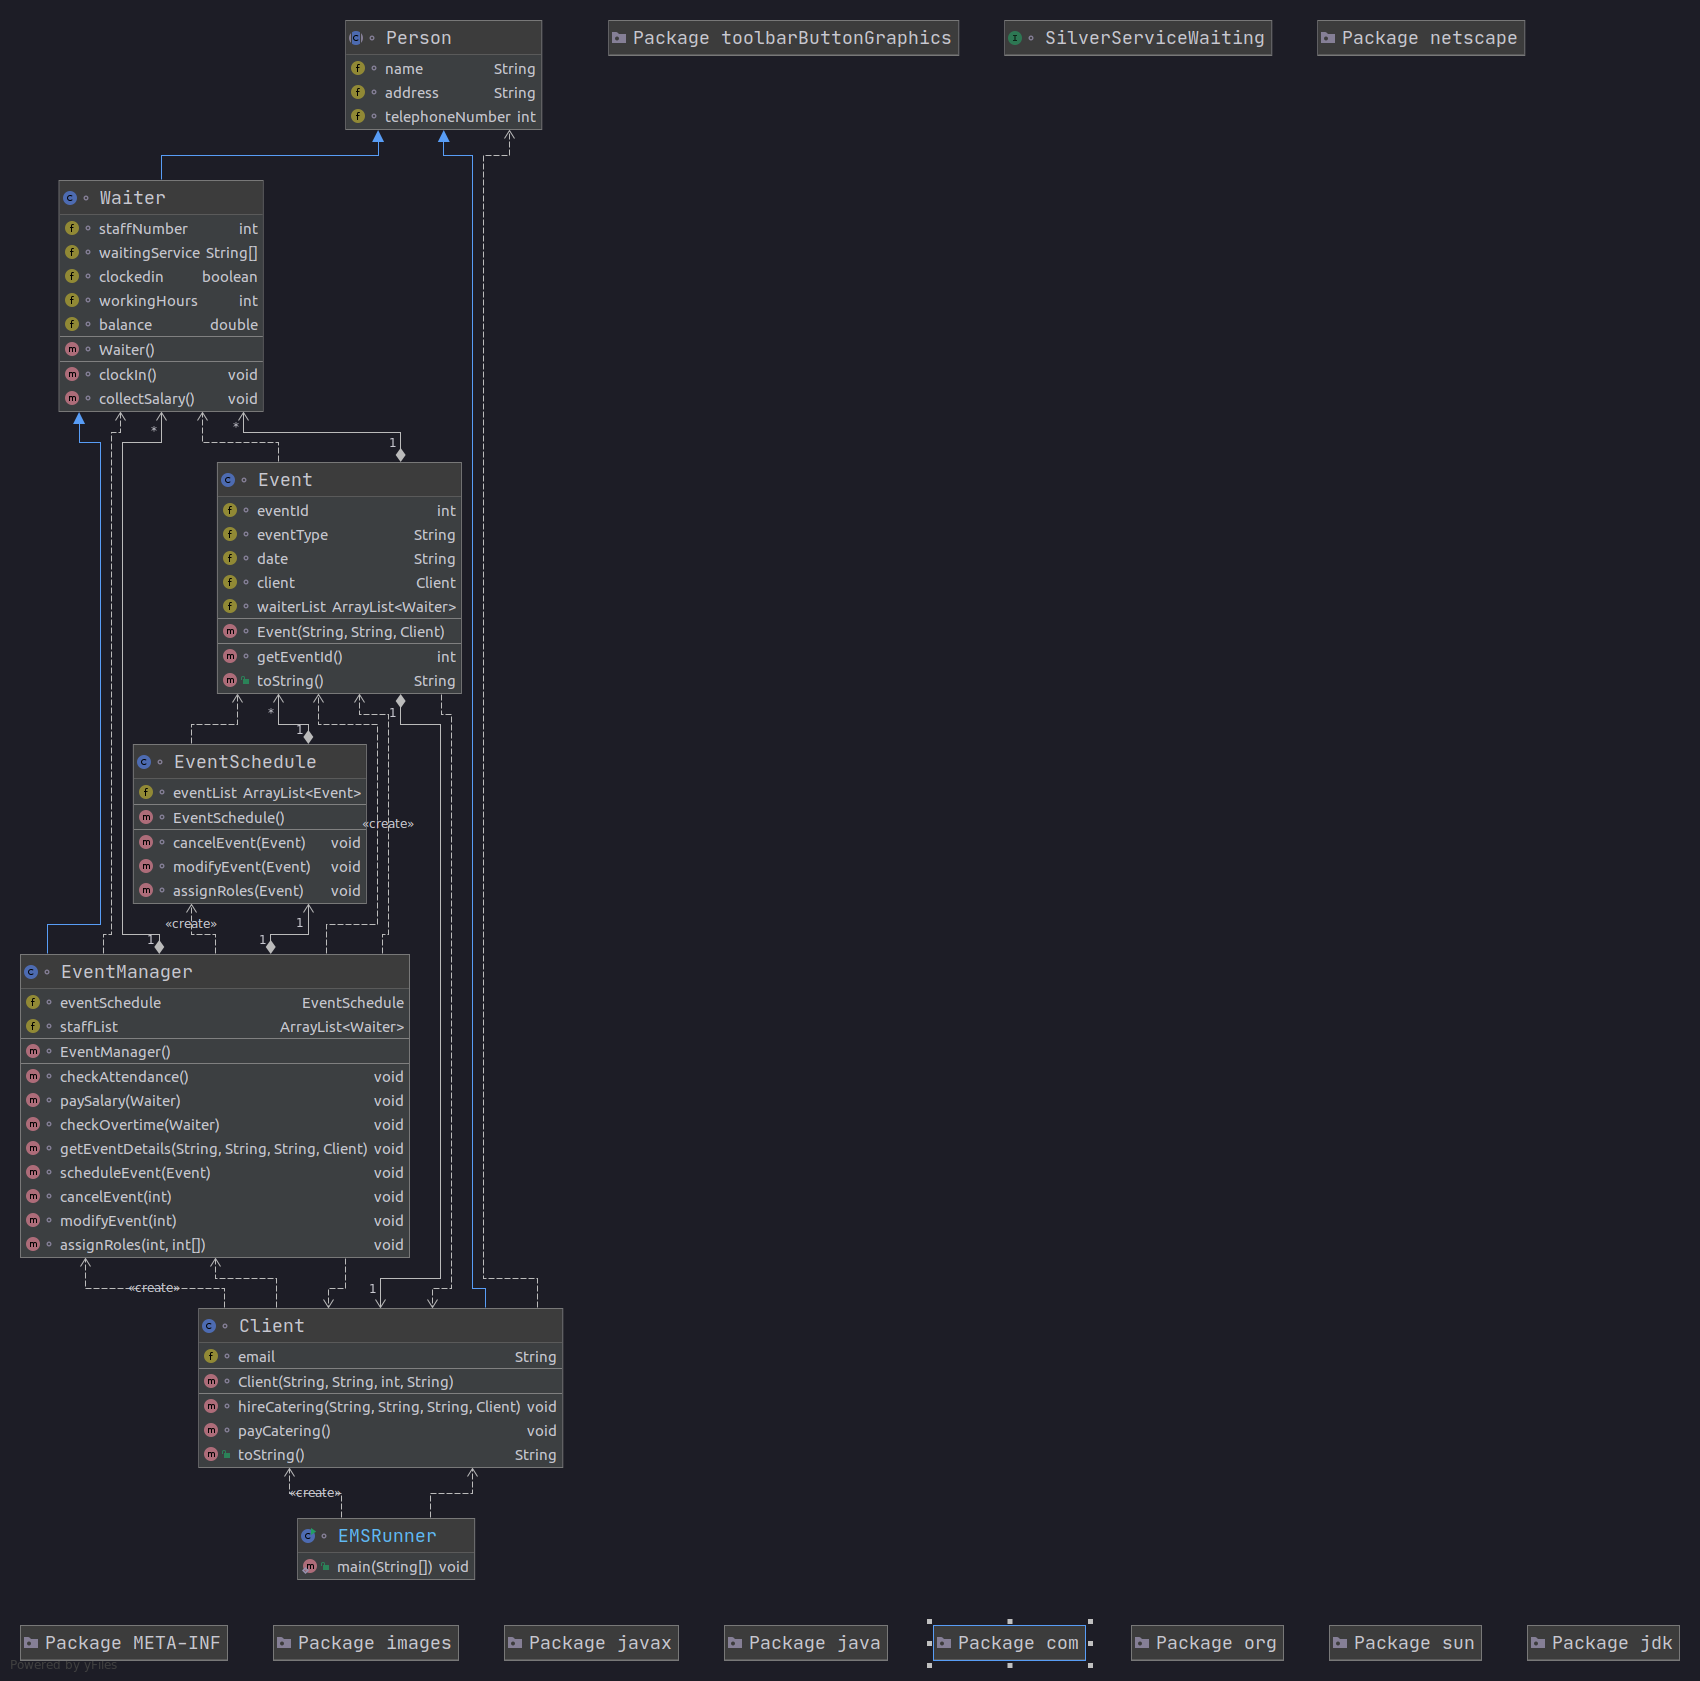 Person
name String
address String
telephoneNumber int
Package toolbarButtonGraphics
SilverServiceWaiting
Package netscape
Waiter
staffNumber int
waitingService String[]
clockedin boolean
workingHours int
balance double
Waiter()
clockIn() void
collectSalary() void
*
*
1
Event
eventId int
eventType String
date String
client Client
waiterList ArrayList<Waiter>
Event(String, String, Client)
getEventId() int
toString() String
*
1
1
EventSchedule
eventList ArrayList<Event>
EventSchedule()
cancelEvent(Event) void
modifyEvent(Event) void
assignRoles(Event) void
«create»
«create»
1
1
1
EventManager
eventSchedule EventSchedule
staffList ArrayList<Waiter>
EventManager()
checkAttendance() void
paySalary(Waiter) void
checkOvertime(Waiter) void
getEventDetails(String, String, String, Client) void
scheduleEvent(Event) void
cancelEvent(int) void
modifyEvent(int) void
assignRoles(int, int[]) void
«create»
1
Client
email String
Client(String, String, int, String)
hireCatering(String, String, String, Client) void
payCatering() void
toString() String
«create»
EMSRunner
main(String[]) void
Package META-INF
Package images
Package javax
Package java
Package com
Package org
Package sun
Package jdk
Powered by yFiles